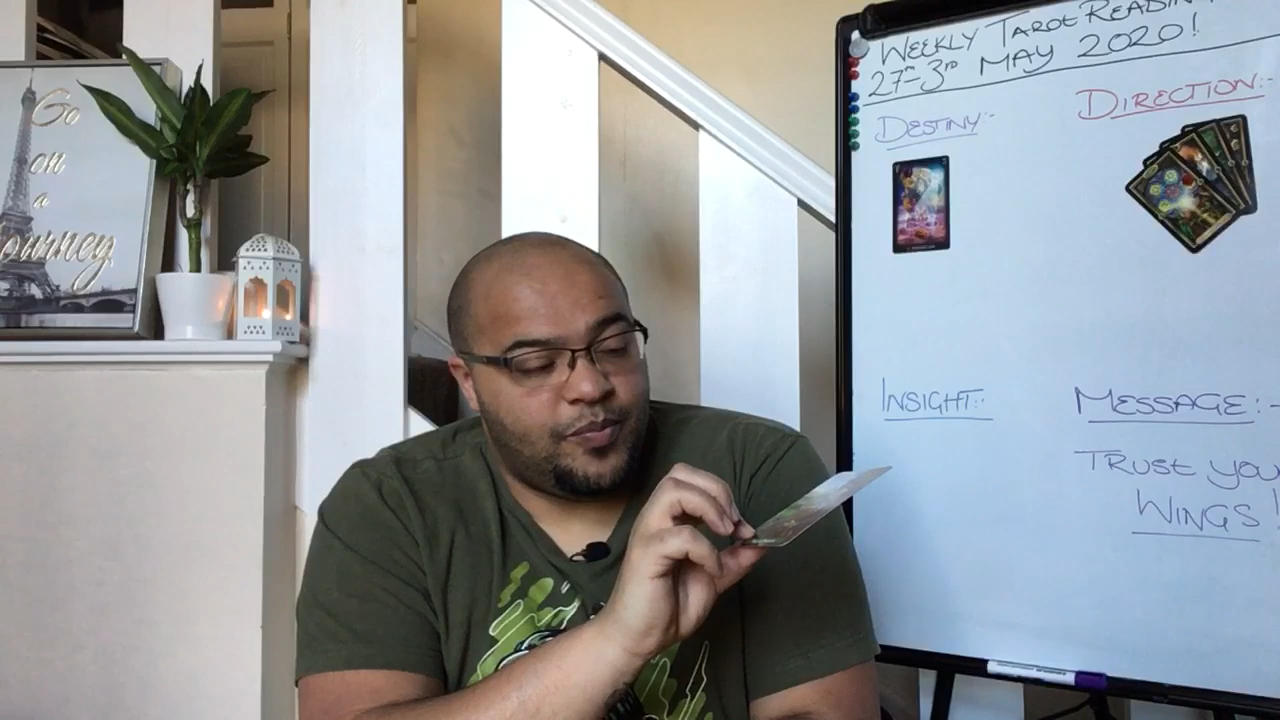 Go
on
a
Journey
WEEKLY TAROT READIN
27TH-3RD MAY 2020!
DESTINY:-
DIRECTION:-
INSIGHT:-
MESSAGE:-
TRUST YOU
WINGS!